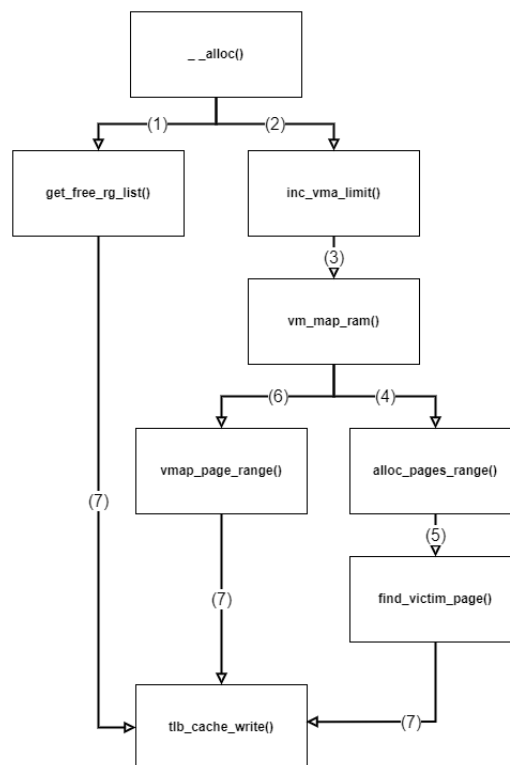 _ _alloc()
(1)
(2)
get_free_rg_list()
inc_vma_limit()
(3)
vm_map_ram()
(6)
(4)
vmap_page_range()
alloc_pages_range()
(7)
(5)
find_victim_page()
(7)
(7)
tlb_cache_write()